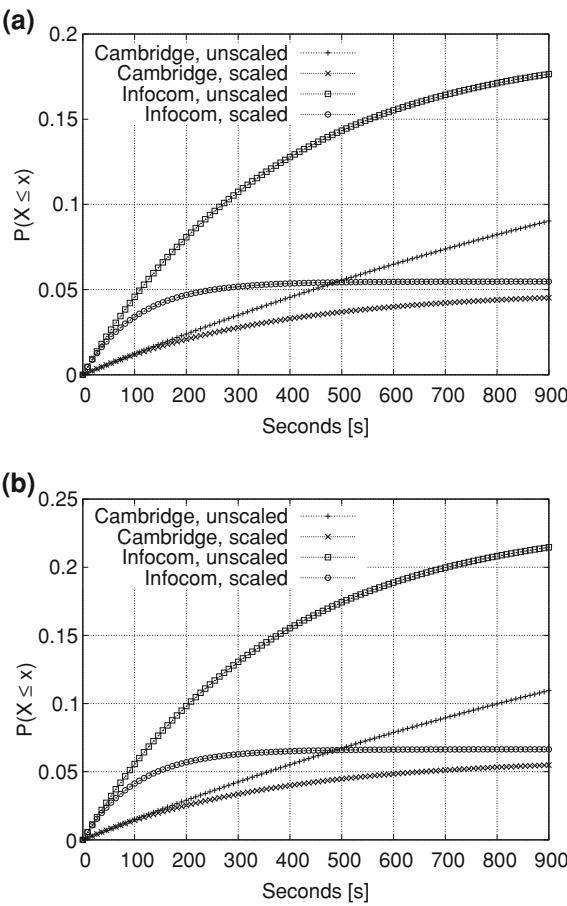 (a)
0.2
0.15
0.1
0.05
0
P(X ≤ x)
Cambridge, unscaled
Cambridge, scaled
Infocom, unscaled
Infocom, scaled
0 100 200 300 400 500 600 700 800 900
Seconds [s]
(b)
0.25
0.2
0.15
0.1
0.05
0
P(X ≤ x)
Cambridge, unscaled
Cambridge, scaled
Infocom, unscaled
Infocom, scaled
0 100 200 300 400 500 600 700 800 900
Seconds [s]